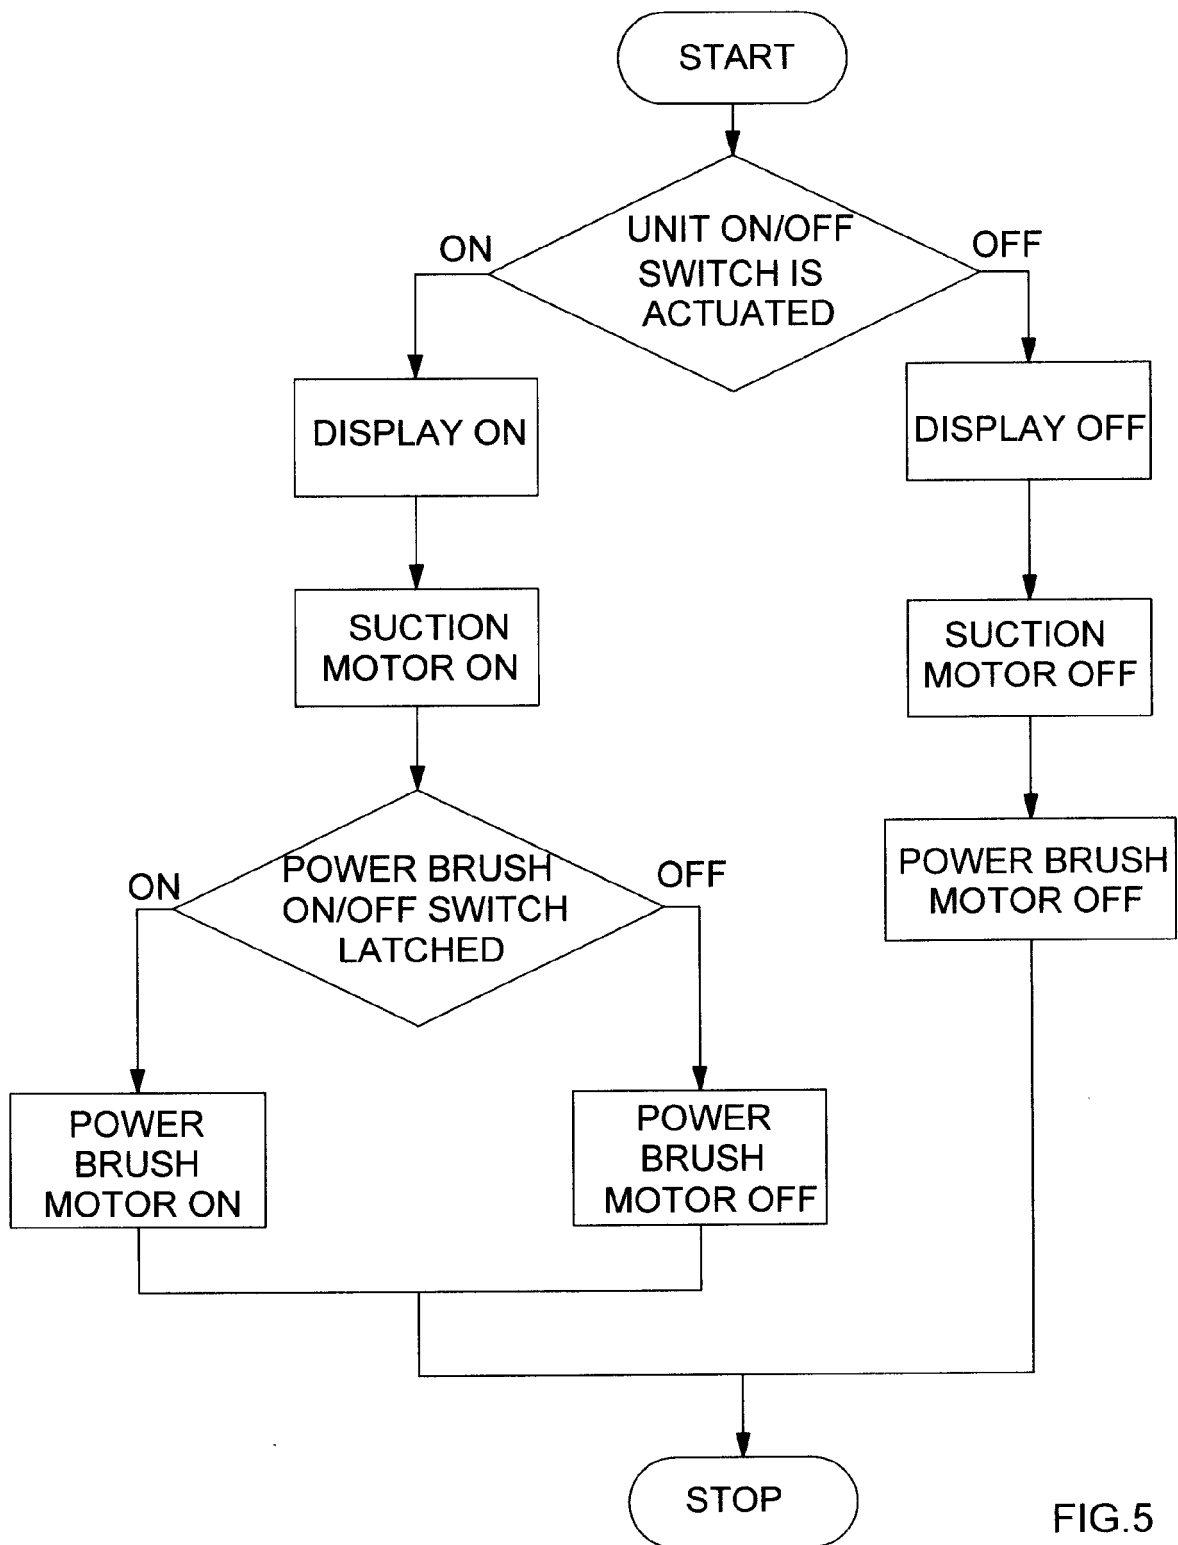 START
UNIT ON/OFF
SWITCH IS
ACTUATED
ON
OFF
DISPLAY ON
DISPLAY OFF
SUCTION
MOTOR ON
SUCTION
MOTOR OFF
POWER BRUSH
ON/OFF SWITCH
LATCHED
ON
OFF
POWER BRUSH
MOTOR OFF
POWER
BRUSH
MOTOR ON
POWER
BRUSH
MOTOR OFF
STOP
FIG.5